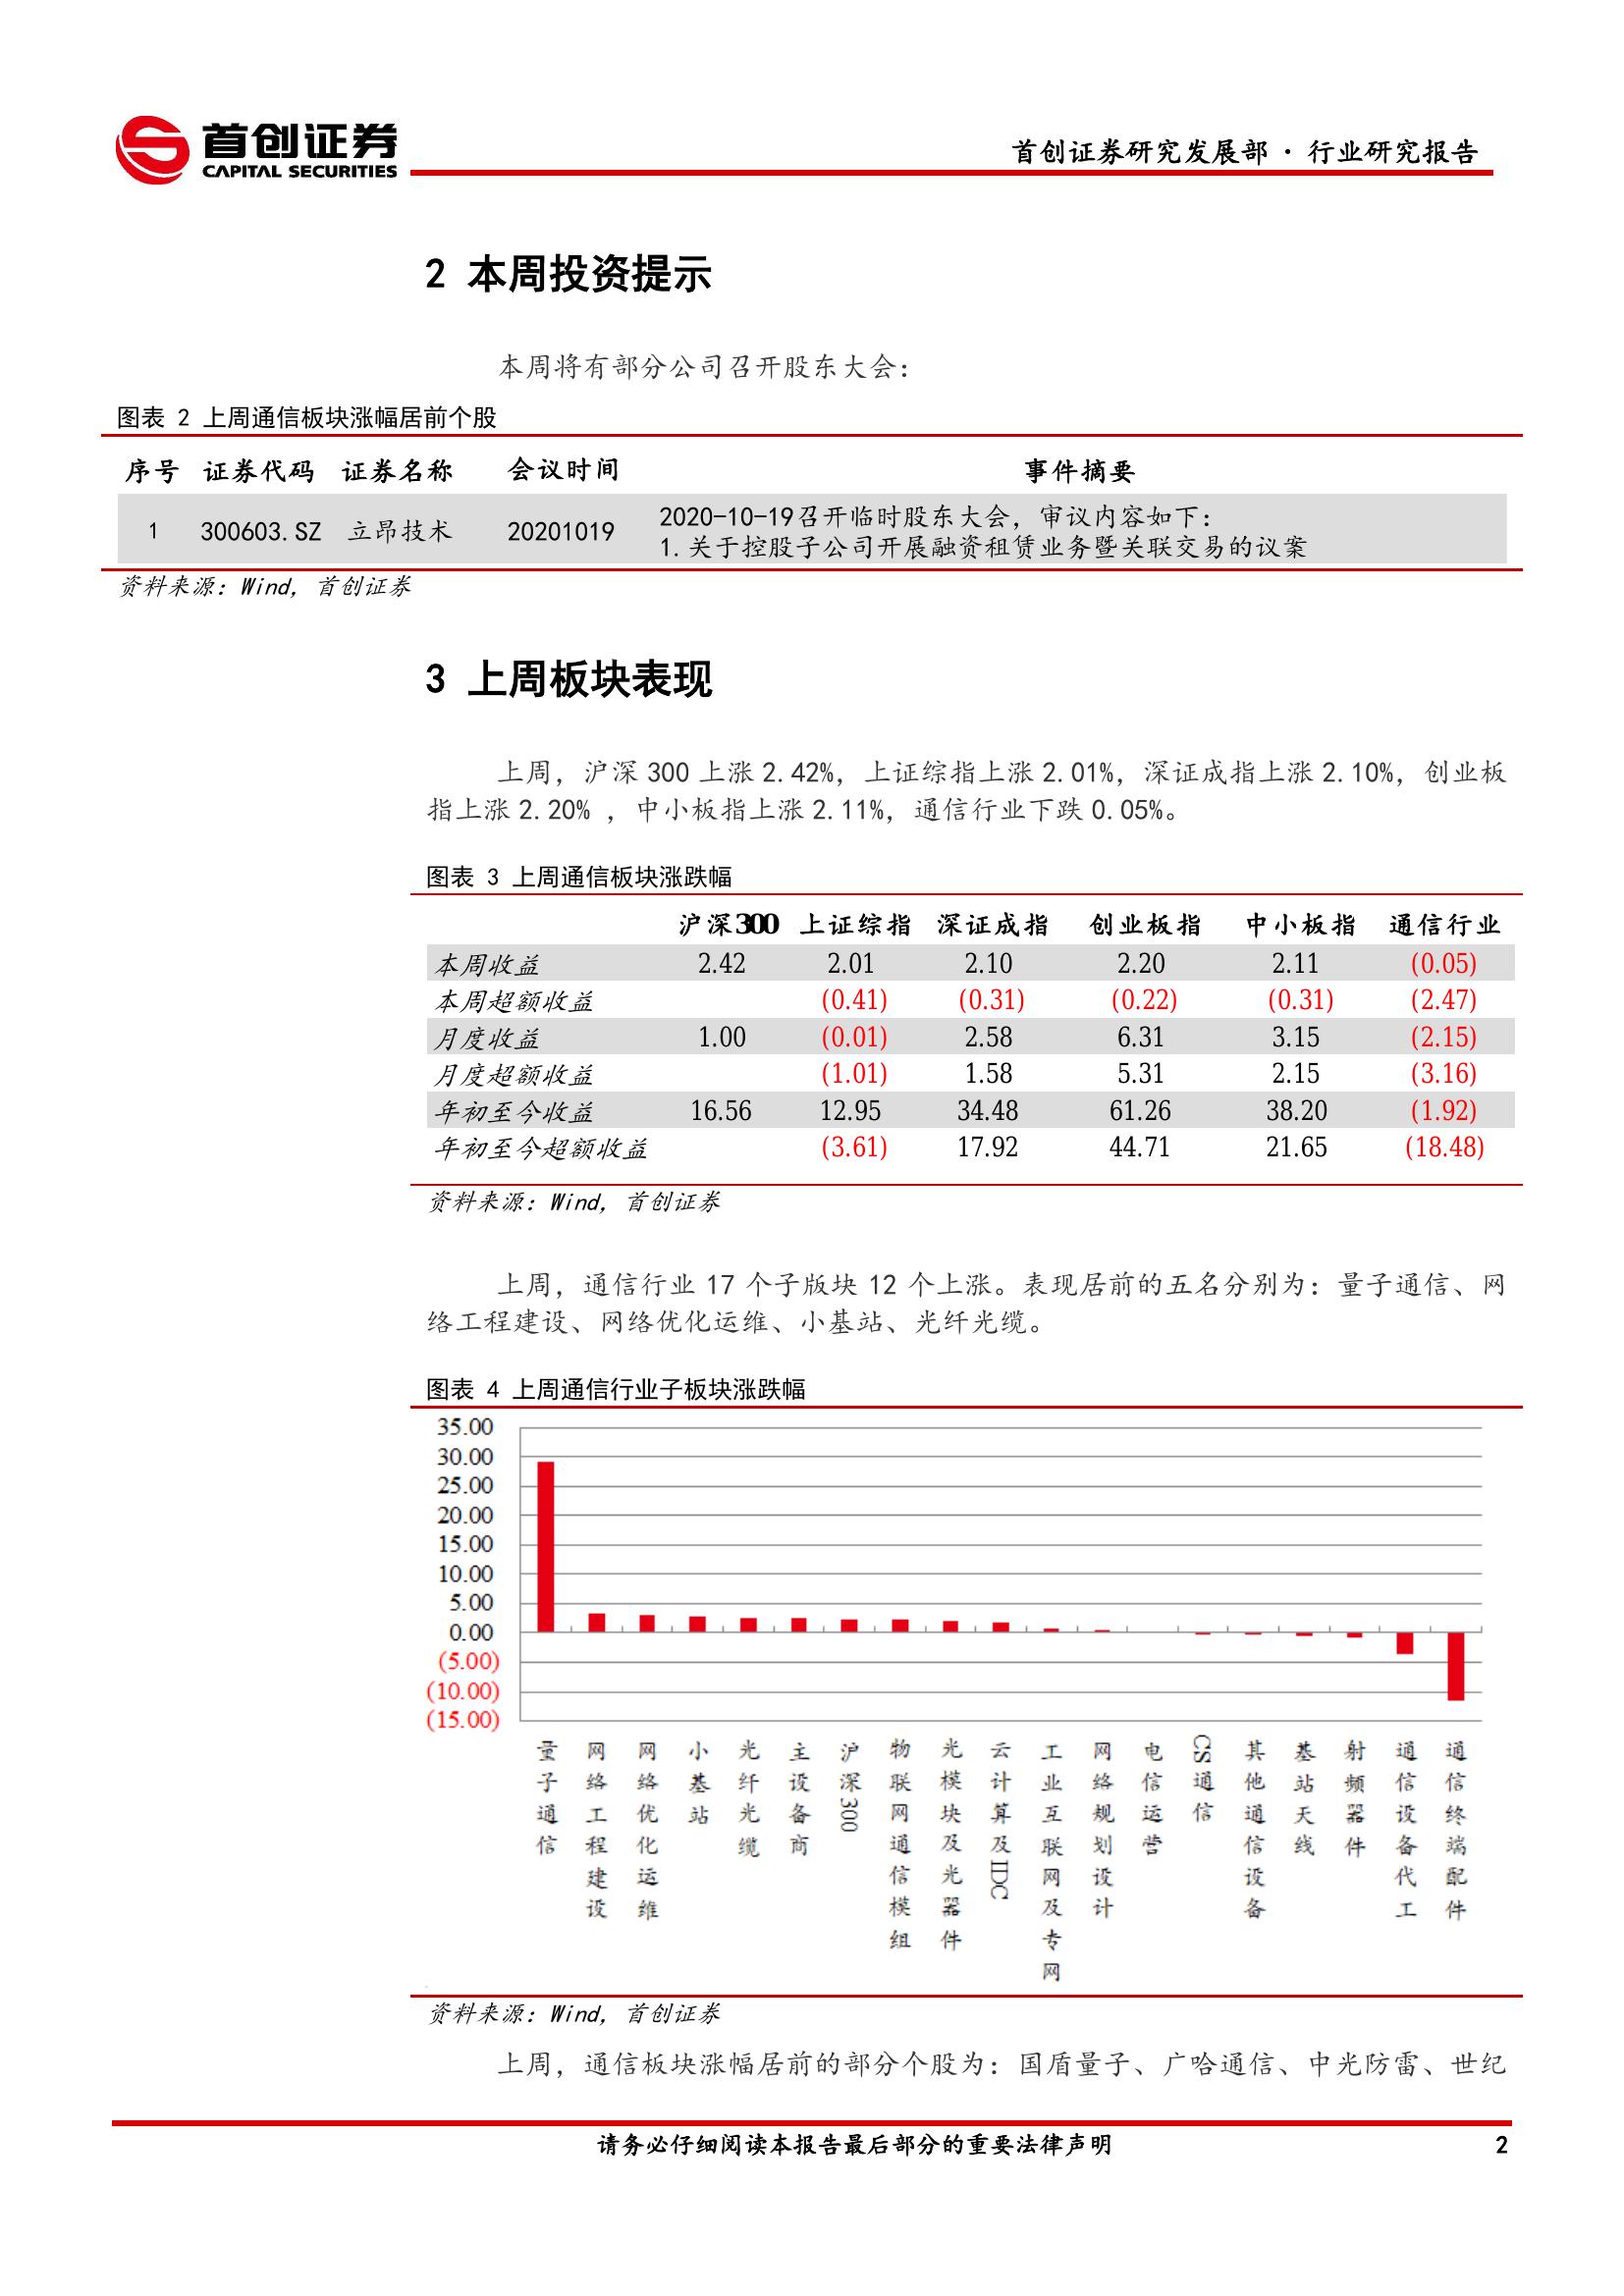 首创证券
CAPITAL SECURITIES
首创证券研究发展部 · 行业研究报告
2 本周投资提示
本周将有部分公司召开股东大会：
图表 2 上周通信板块涨幅居前个股
序号 证券代码 证券名称 会议时间 事件摘要
1 300603.SZ 立昂技术 20201019 2020-10-19召开临时股东大会，审议内容如下：
1.关于控股子公司开展融资租赁业务暨关联交易的议案
资料来源：Wind，首创证券
3 上周板块表现
上周，沪深 300 上涨 2.42%，上证综指上涨 2.01%，深证成指上涨 2.10%，创业板
指上涨 2.20% ，中小板指上涨 2.11%，通信行业下跌 0.05%。
图表 3 上周通信板块涨跌幅
沪深300 上证综指 深证成指 创业板指 中小板指 通信行业
本周收益 2.42 2.01 2.10 2.20 2.11 (0.05)
本周超额收益 (0.41) (0.31) (0.22) (0.31) (2.47)
月度收益 1.00 (0.01) 2.58 6.31 3.15 (2.15)
月度超额收益 (1.01) 1.58 5.31 2.15 (3.16)
年初至今收益 16.56 12.95 34.48 61.26 38.20 (1.92)
年初至今超额收益 (3.61) 17.92 44.71 21.65 (18.48)
资料来源：Wind，首创证券
上周，通信行业 17 个子版块 12 个上涨。表现居前的五名分别为：量子通信、网
络工程建设、网络优化运维、小基站、光纤光缆。
图表 4 上周通信行业子板块涨跌幅
35.00
30.00
25.00
20.00
15.00
10.00
5.00
0.00
(5.00)
(10.00)
(15.00)
量子通信
网络工程建设
网络优化运维
小基站
光纤光缆
主设备商
沪深300
物联网通信模组
光模块及光器件
云计算及IDC
工业互联网及专网
网络规划设计
电信运营
CS通信
其他通信设备
基站天线
射频器件
通信设备代工
通信终端配件
资料来源：Wind，首创证券
上周，通信板块涨幅居前的部分个股为：国盾量子、广哈通信、中光防雷、世纪
请务必仔细阅读本报告最后部分的重要法律声明 2